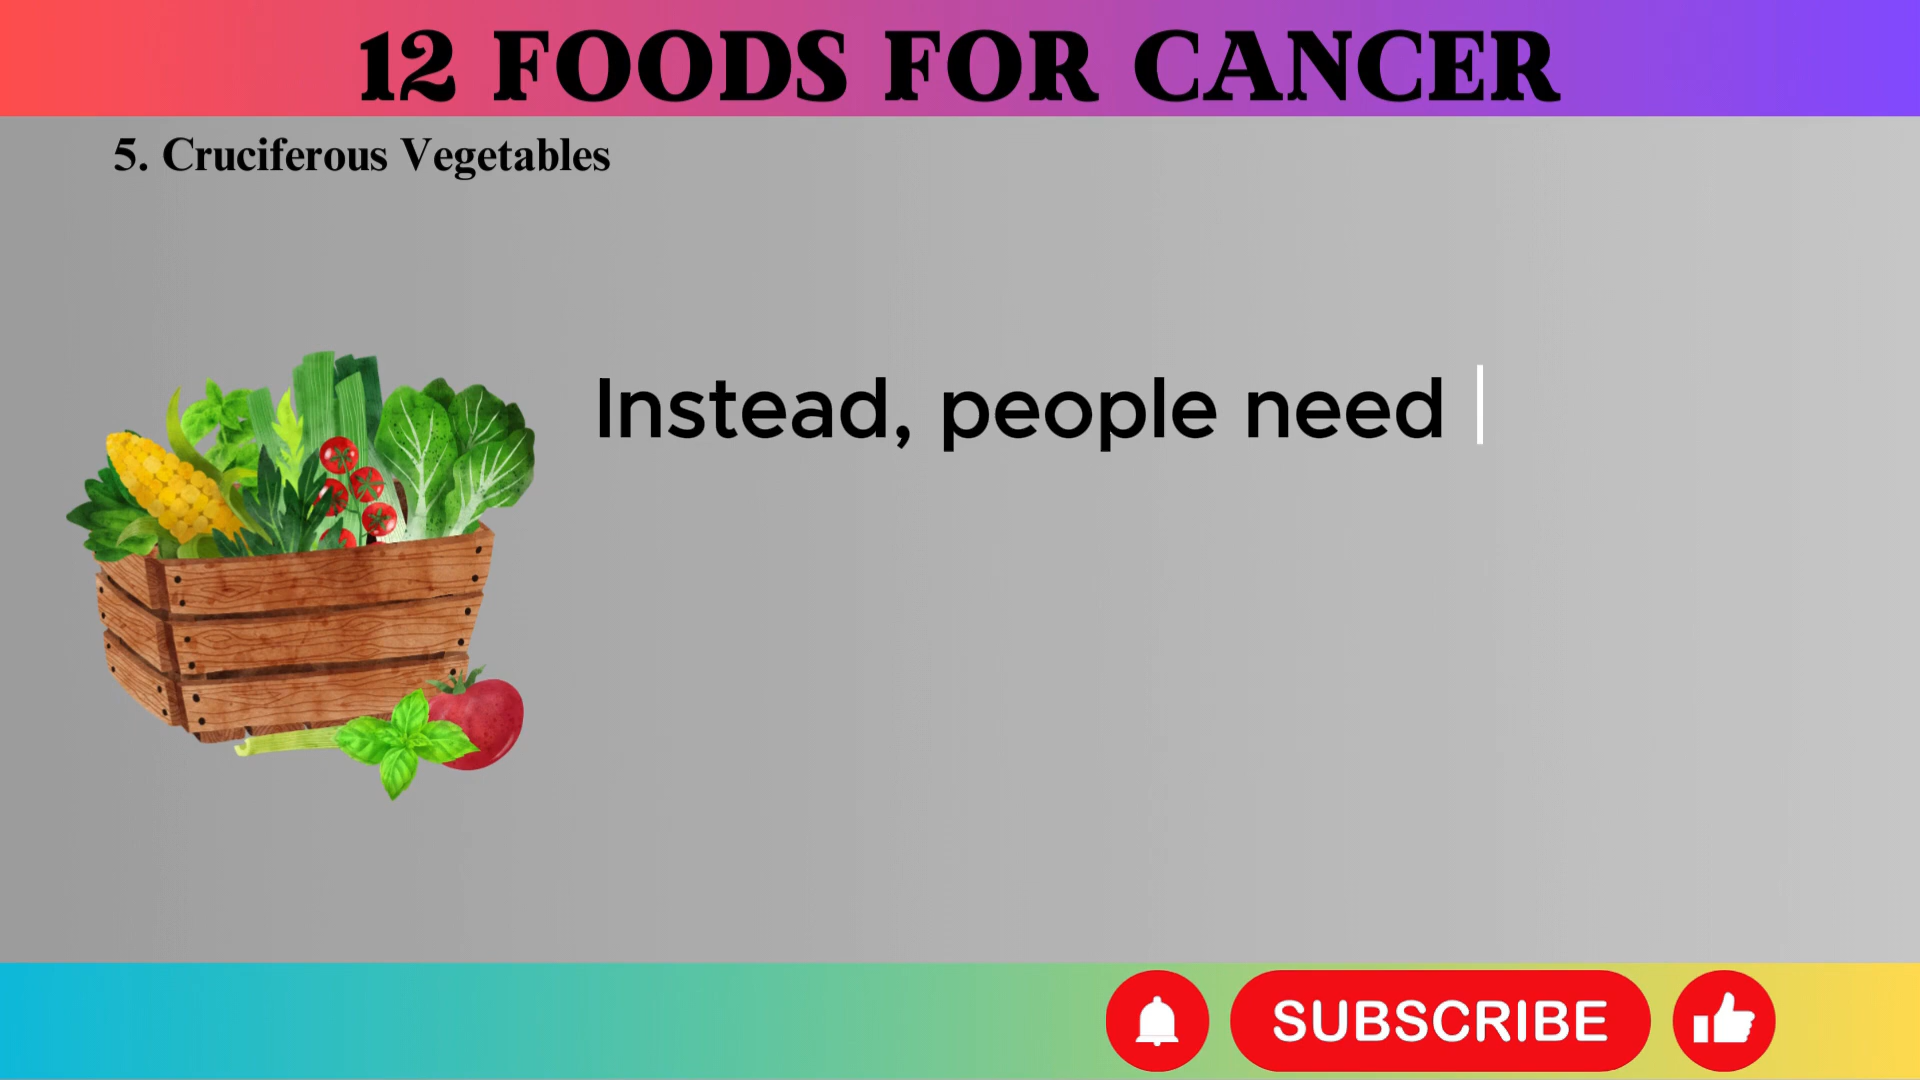 12 FOODS FOR CANCER
5. Cruciferous Vegetables
Instead, people need
SUBSCRIBE